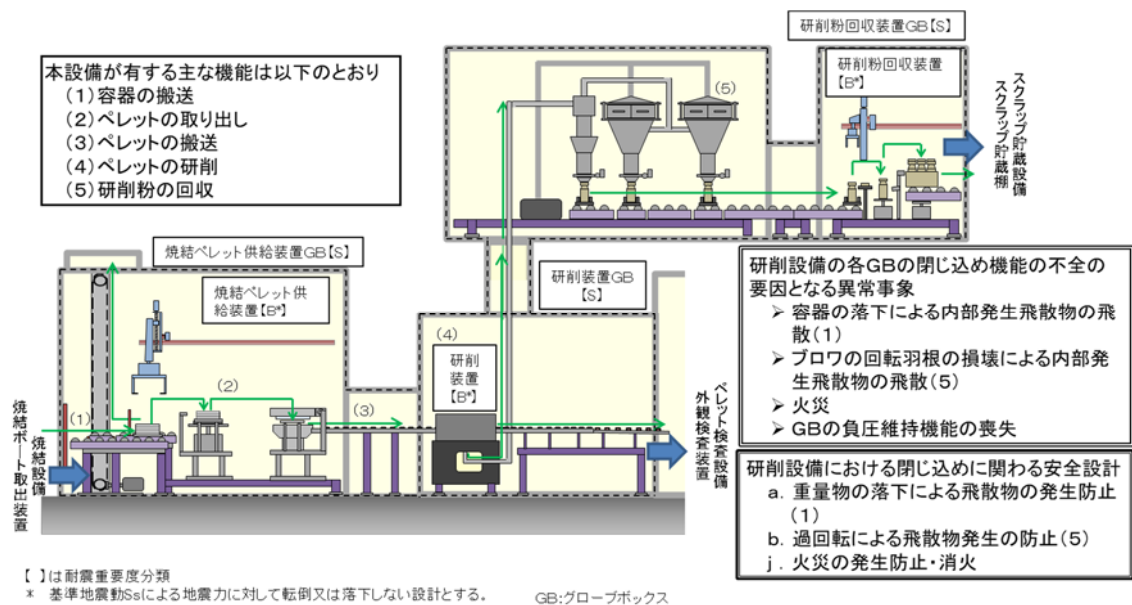 研削粉回収装置GB【S】
本設備が有する主な機能は以下のとおり
(1)容器の搬送
(2)ペレットの取り出し
(3)ペレットの搬送
(4)ペレットの研削
(5)研削粉の回収
(5)
研削粉回収装置
【B*】
スクラップ貯蔵設備
スクラップ貯蔵棚
焼結ペレット供給装置GB【S】
焼結ペレット供
給装置【B*】
研削装置GB
【S】
(1)
(2)
(3)
(4)
研削
装置
【B*】
焼結設備
焼結ボート取出装置
ペレット検査設備
外観検査装置
研削設備の各GBの閉じ込め機能の不全の
要因となる異常事象
➢ 容器の落下による内部発生飛散物の飛
散(1)
➢ ブロワの回転羽根の損壊による内部発
生飛散物の飛散(5)
➢ 火災
➢ GBの負圧維持機能の喪失
研削設備における閉じ込めに関わる安全設計
a. 重量物の落下による飛散物の発生防止
(1)
b. 過回転による飛散物発生の防止(5)
j. 火災の発生防止・消火
【 】は耐震重要度分類
* 基準地震動Ssによる地震力に対して転倒又は落下しない設計とする。
GB:グローブボックス